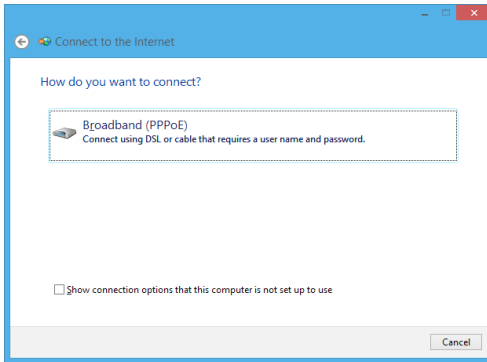 Connect to the Internet
How do you want to connect?
Broadband (PPPoE)
Connect using DSL or cable that requires a user name and password.
Show connection options that this computer is not set up to use
Cancel